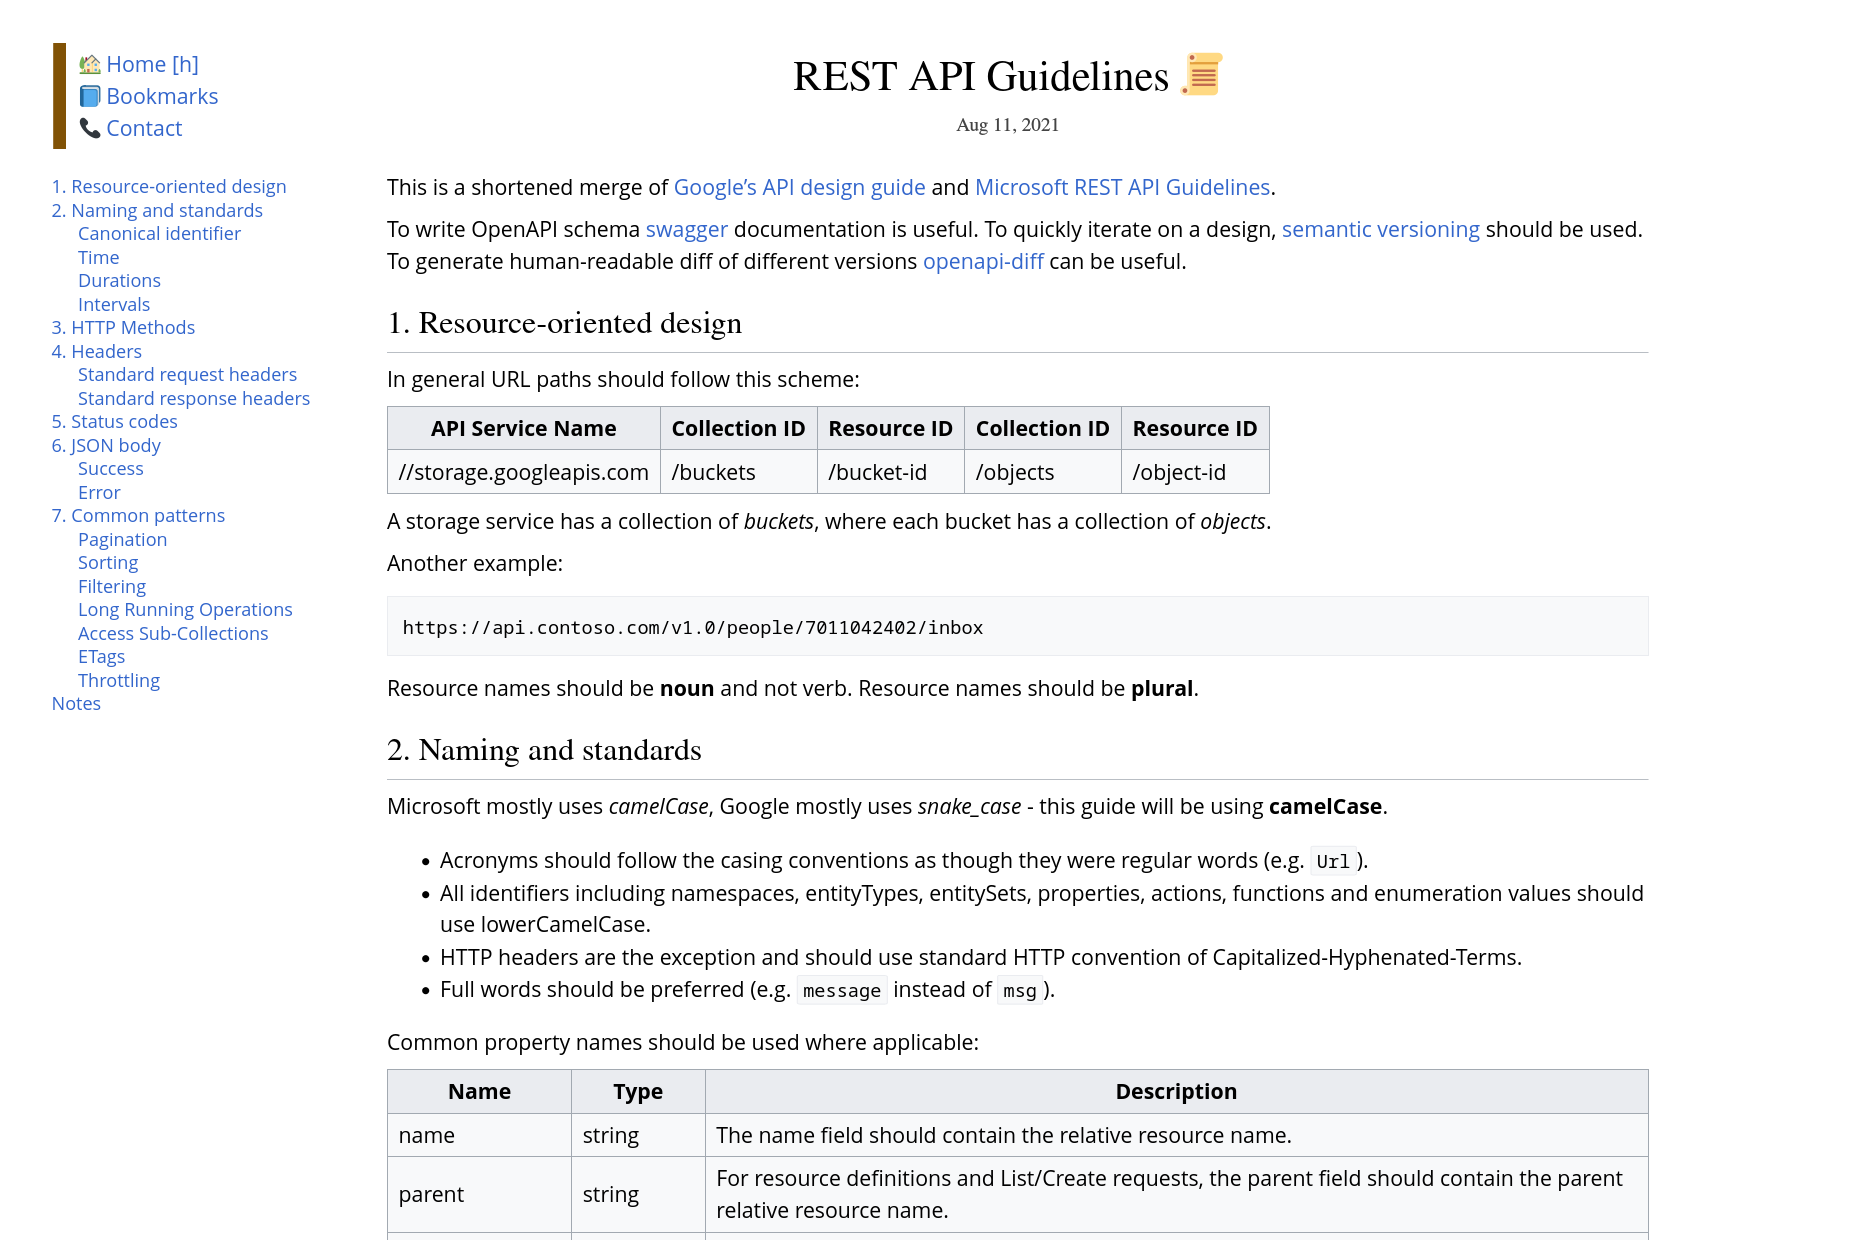 Home [h]
Bookmarks
Contact
1. Resource-oriented design
2. Naming and standards
Canonical identifier
Time
Durations
Intervals
3. HTTP Methods
4. Headers
Standard request headers
Standard response headers
5. Status codes
6. JSON body
Success
Error
7. Common patterns
Pagination
Sorting
Filtering
Long Running Operations
Access Sub-Collections
ETags
Throttling
Notes
REST API Guidelines
Aug 11, 2021
This is a shortened merge of Google’s API design guide and Microsoft REST API Guidelines.
To write OpenAPI schema swagger documentation is useful. To quickly iterate on a design, semantic versioning should be used.
To generate human-readable diff of different versions openapi-diff can be useful.
1. Resource-oriented design
In general URL paths should follow this scheme:
API Service Name Collection ID Resource ID Collection ID Resource ID
//storage.googleapis.com /buckets /bucket-id /objects /object-id
A storage service has a collection of buckets, where each bucket has a collection of objects.
Another example:
https://api.contoso.com/v1.0/people/7011042402/inbox
Resource names should be noun and not verb. Resource names should be plural.
2. Naming and standards
Microsoft mostly uses camelCase, Google mostly uses snake_case - this guide will be using camelCase.
• Acronyms should follow the casing conventions as though they were regular words (e.g. Url).
• All identifiers including namespaces, entityTypes, entitySets, properties, actions, functions and enumeration values should
use lowerCamelCase.
• HTTP headers are the exception and should use standard HTTP convention of Capitalized-Hyphenated-Terms.
• Full words should be preferred (e.g. message instead of msg).
Common property names should be used where applicable:
Name Type Description
name string The name field should contain the relative resource name.
parent string For resource definitions and List/Create requests, the parent field should contain the parent
relative resource name.